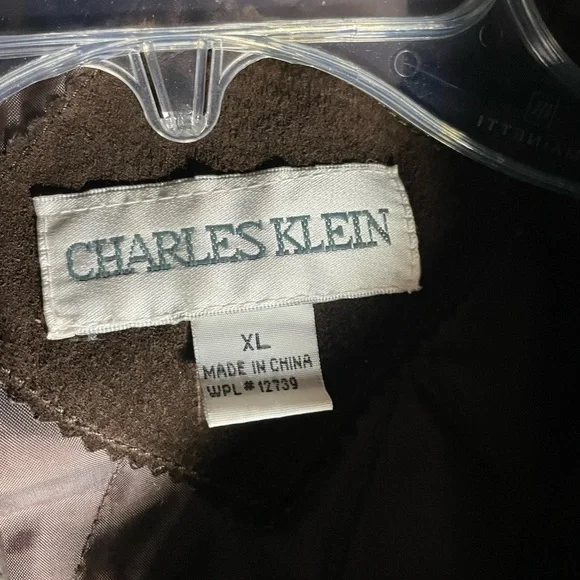 CHARLES KLEIN
XL
MADE IN CHINA
WPL # 12739